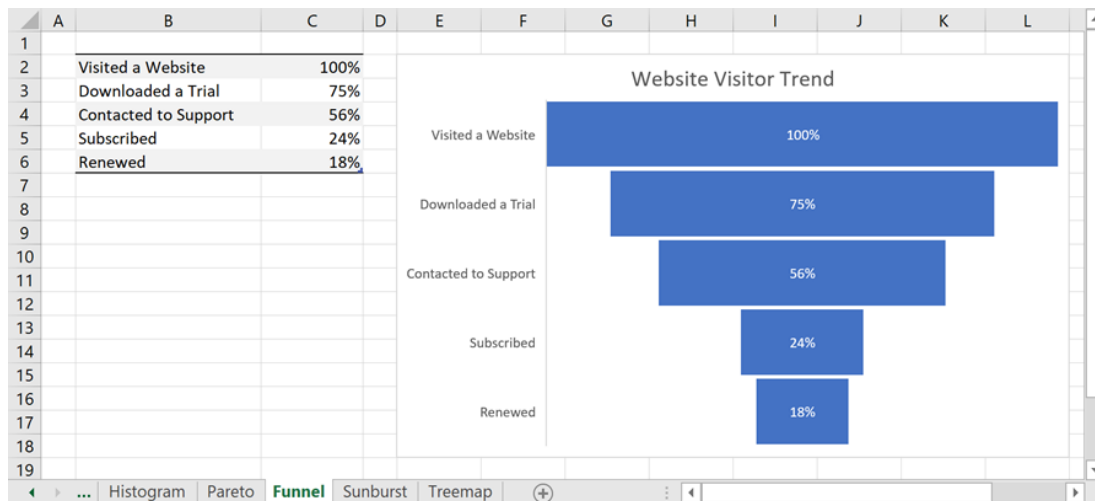 A B C D E F G H I J K L
1
2 Visited a Website 100%
3 Downloaded a Trial 75%
4 Contacted to Support 56%
5 Subscribed 24%
6 Renewed 18%
7
8
9
10
11
12
13
14
15
16
17
18
19
Website Visitor Trend
Visited a Website 100%
Downloaded a Trial 75%
Contacted to Support 56%
Subscribed 24%
Renewed 18%
... Histogram Pareto Funnel Sunburst Treemap